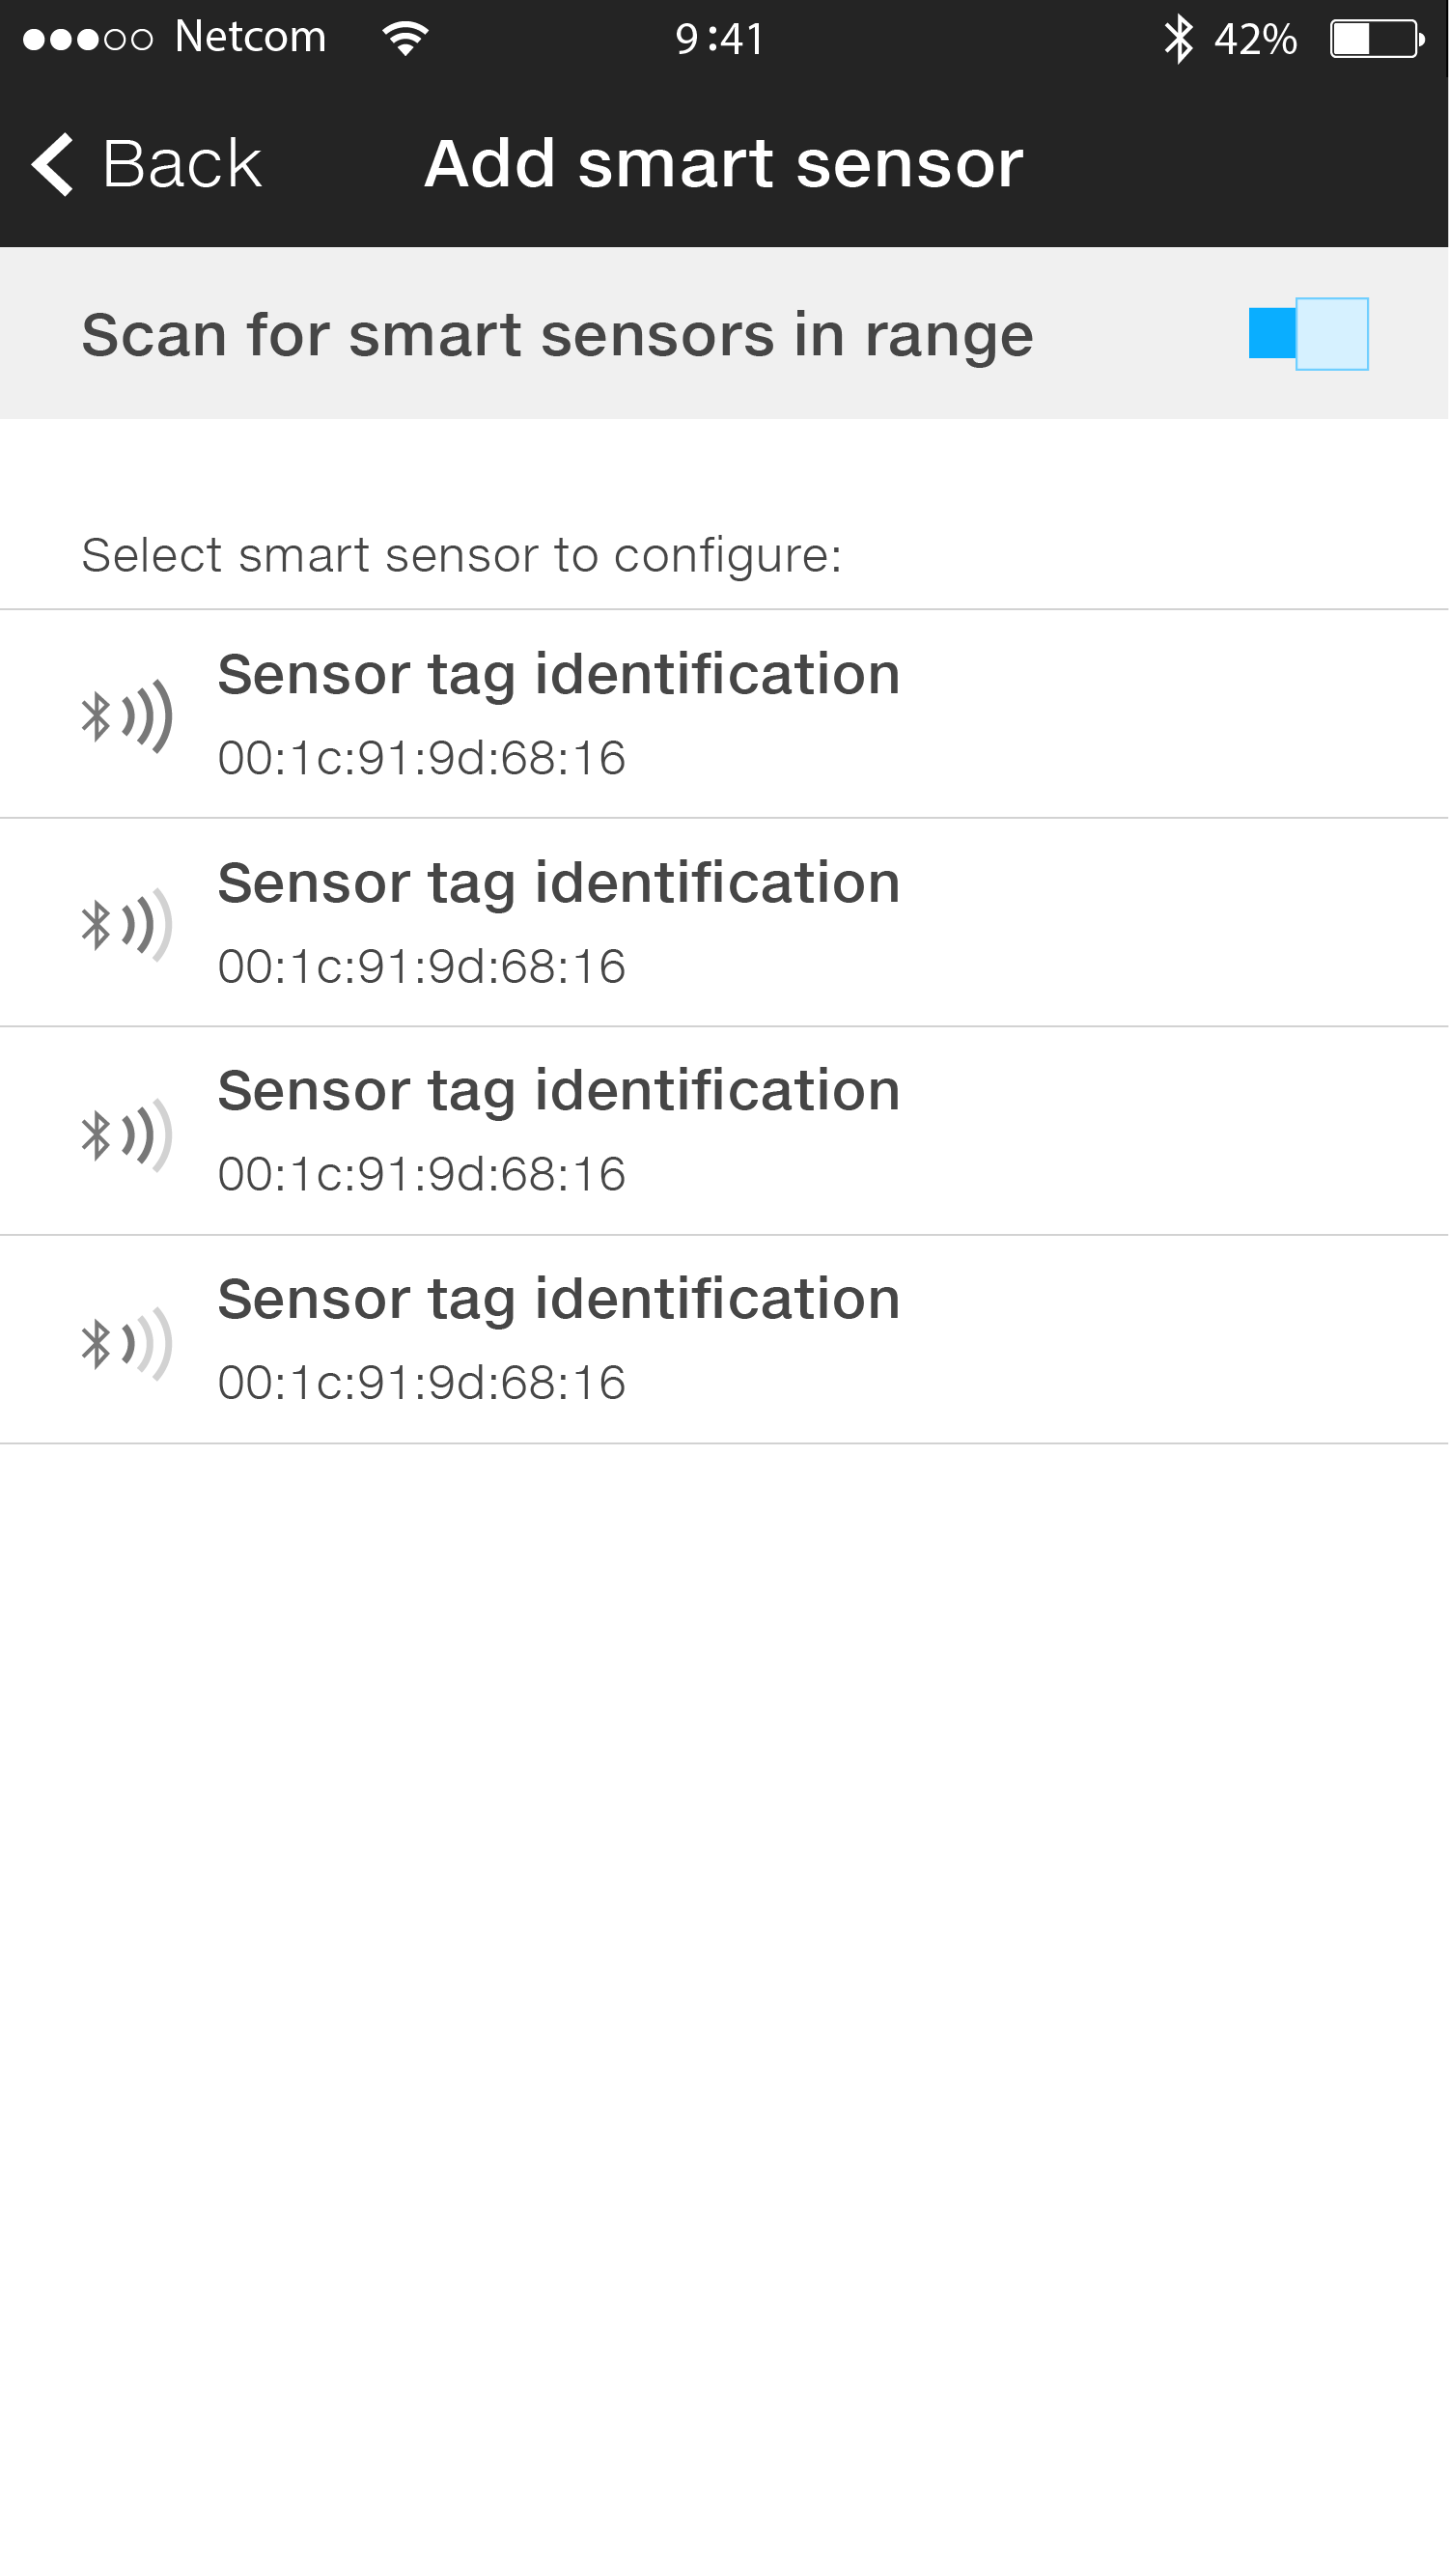 Netcom 9:41 42%
Back Add smart sensor
Scan for smart sensors in range
Select smart sensor to configure:
Sensor tag identification
00:1c:91:9d:68:16
Sensor tag identification
00:1c:91:9d:68:16
Sensor tag identification
00:1c:91:9d:68:16
Sensor tag identification
00:1c:91:9d:68:16